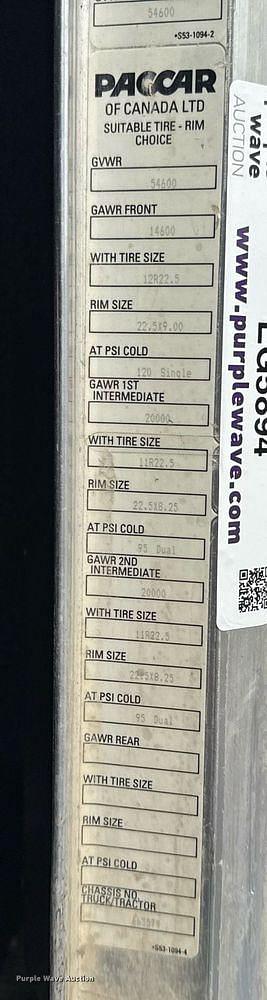 54600
•S53-1094-2
PACCAR
OF CANADA LTD
SUITABLE TIRE - RIM
CHOICE
GVWR
54600
GAWR FRONT
14600
WITH TIRE SIZE
12R22.5
RIM SIZE
22.5X9.00
AT PSI COLD
120 Single
GAWR 1ST
INTERMEDIATE
20000
WITH TIRE SIZE
11R22.5
RIM SIZE
22.5X8.25
AT PSI COLD
95 Dual
GAWR 2ND
INTERMEDIATE
20000
WITH TIRE SIZE
11R22.5
RIM SIZE
22.5X8.25
AT PSI COLD
95 Dual
GAWR REAR
WITH TIRE SIZE
RIM SIZE
AT PSI COLD
CHASSIS NO.
TRUCK/TRACTOR
•S53-1094-4
wave
AUCTION
www.purplewave.com
LG5894
Purple Wave Auction